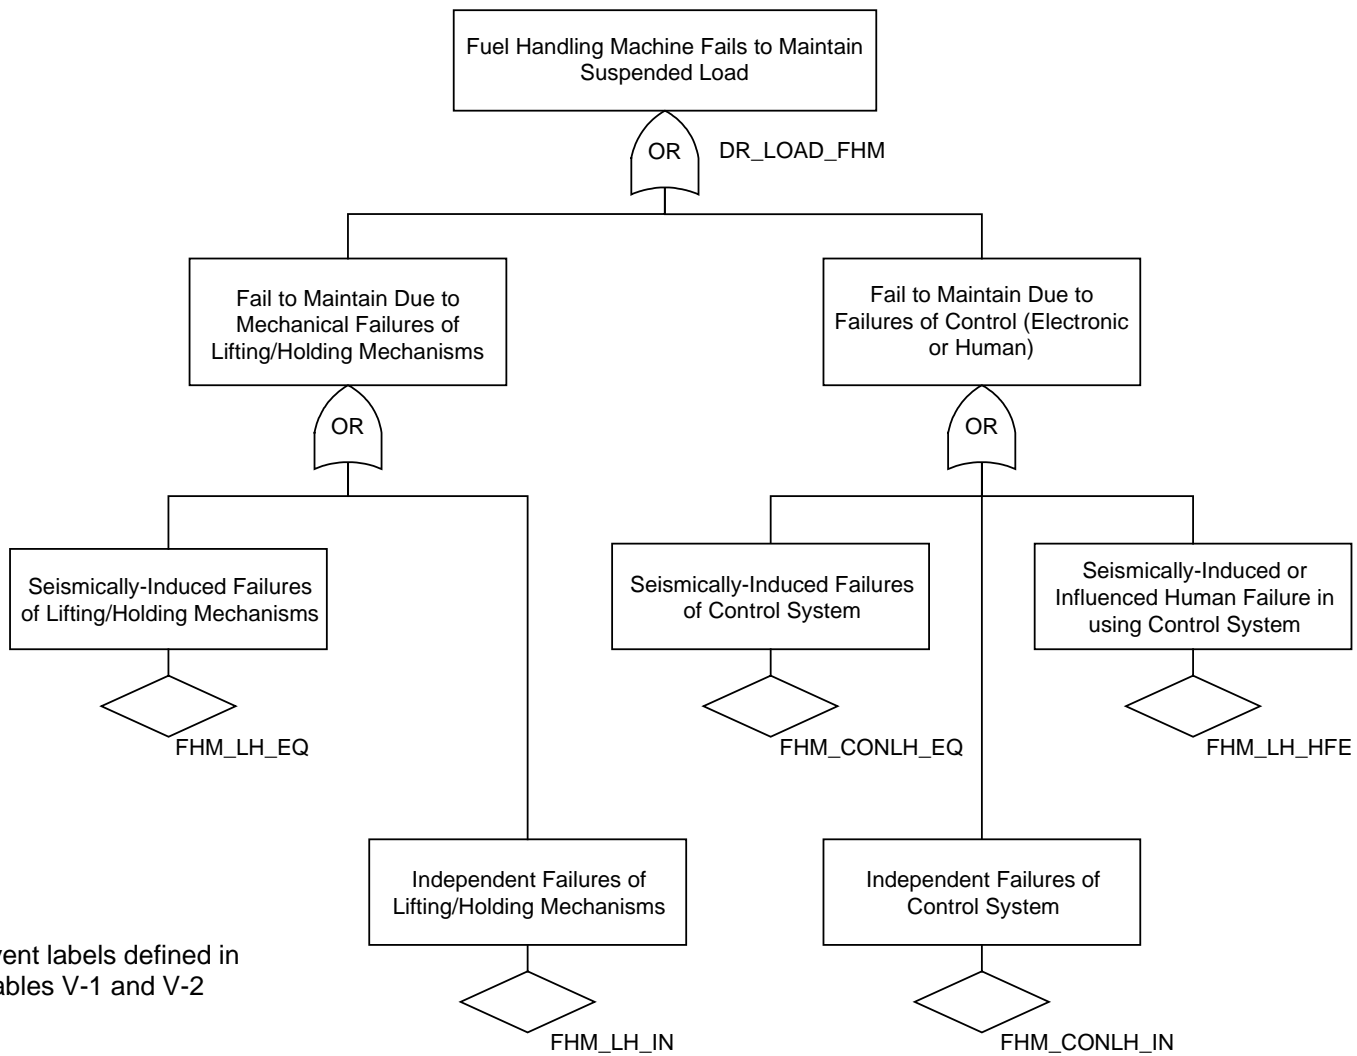 Fuel Handling Machine Fails to Maintain
Suspended Load
OR
DR_LOAD_FHM
Fail to Maintain Due to
Mechanical Failures of
Lifting/Holding Mechanisms
Fail to Maintain Due to
Failures of Control (Electronic
or Human)
OR
OR
Seismically-Induced Failures
of Lifting/Holding Mechanisms
Seismically-Induced Failures
of Control System
Seismically-Induced or
Influenced Human Failure in
using Control System
FHM_LH_EQ
FHM_CONLH_EQ
FHM_LH_HFE
Independent Failures of
Lifting/Holding Mechanisms
Independent Failures of
Control System
vent labels defined in
ables V-1 and V-2
FHM_LH_IN
FHM_CONLH_IN